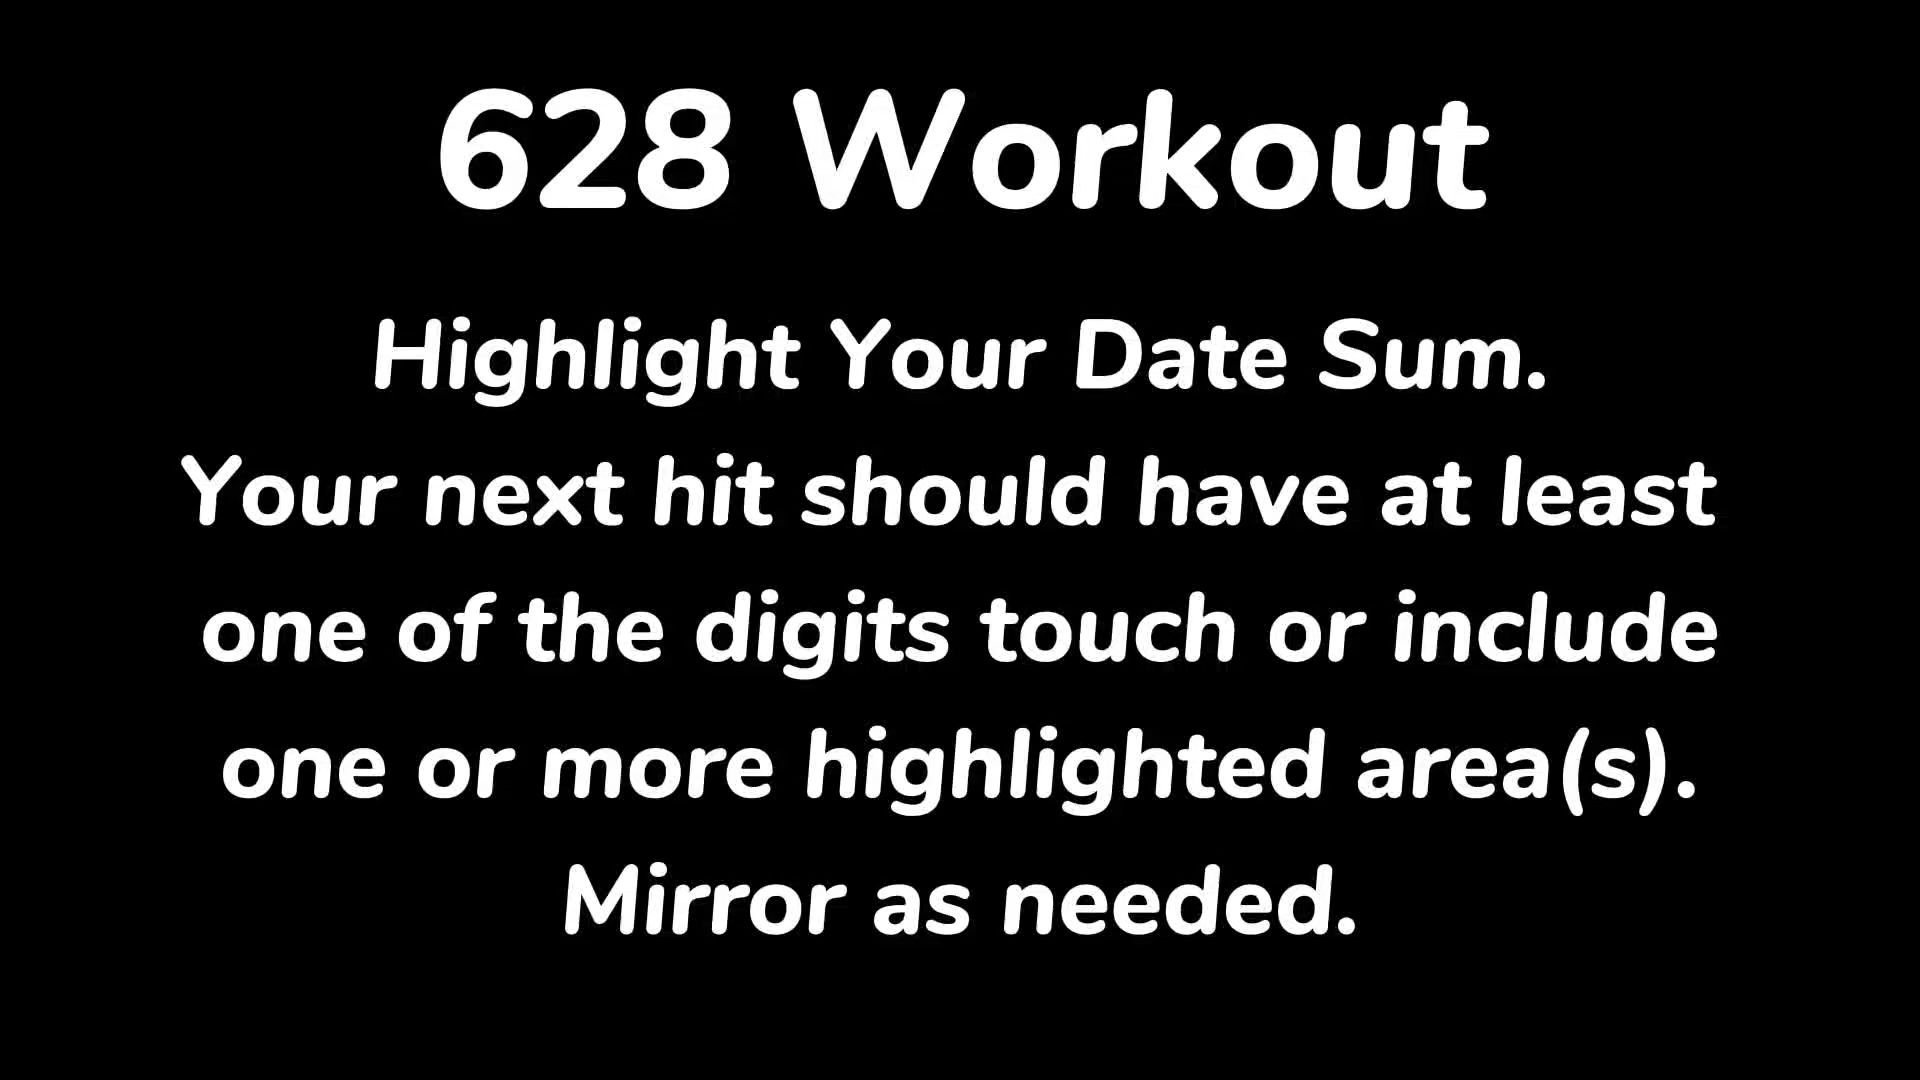 628 Workout
Highlight Your Date Sum.
Your next hit should have at least
one of the digits touch or include
one or more highlighted area(s).
Mirror as needed.